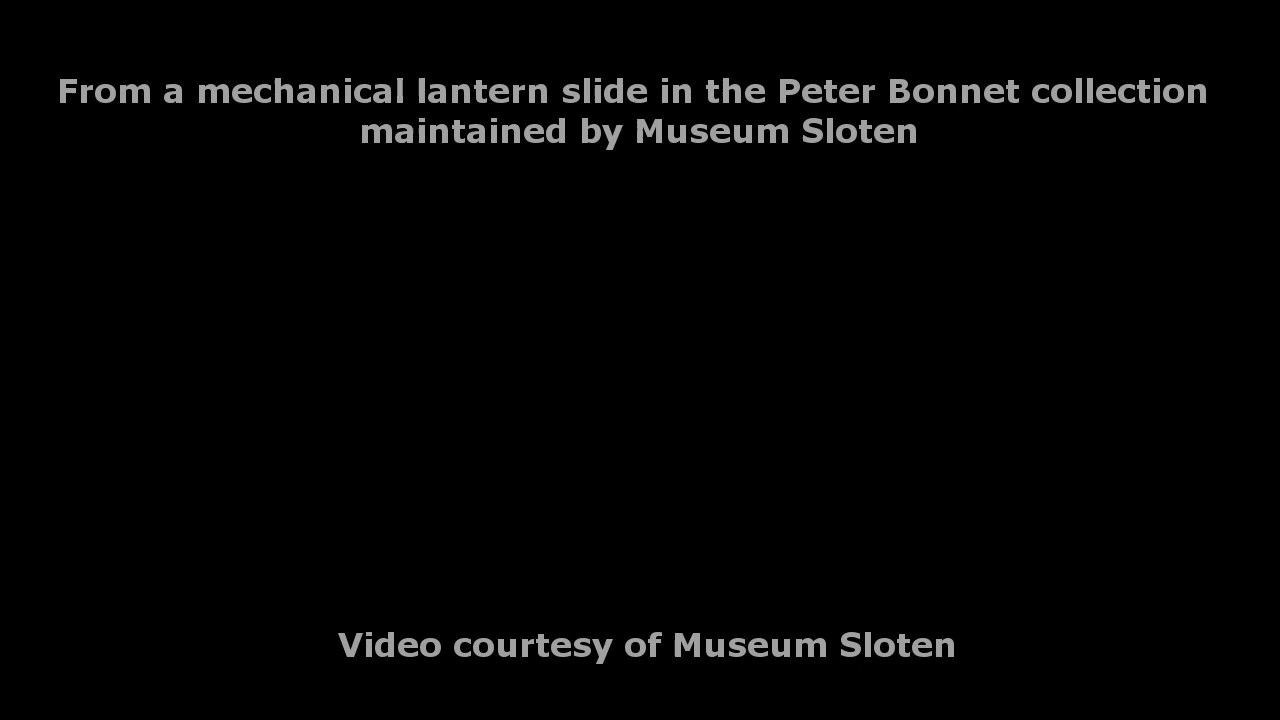 From a mechanical lantern slide in the Peter Bonnet collection
maintained by Museum Sloten
Video courtesy of Museum Sloten